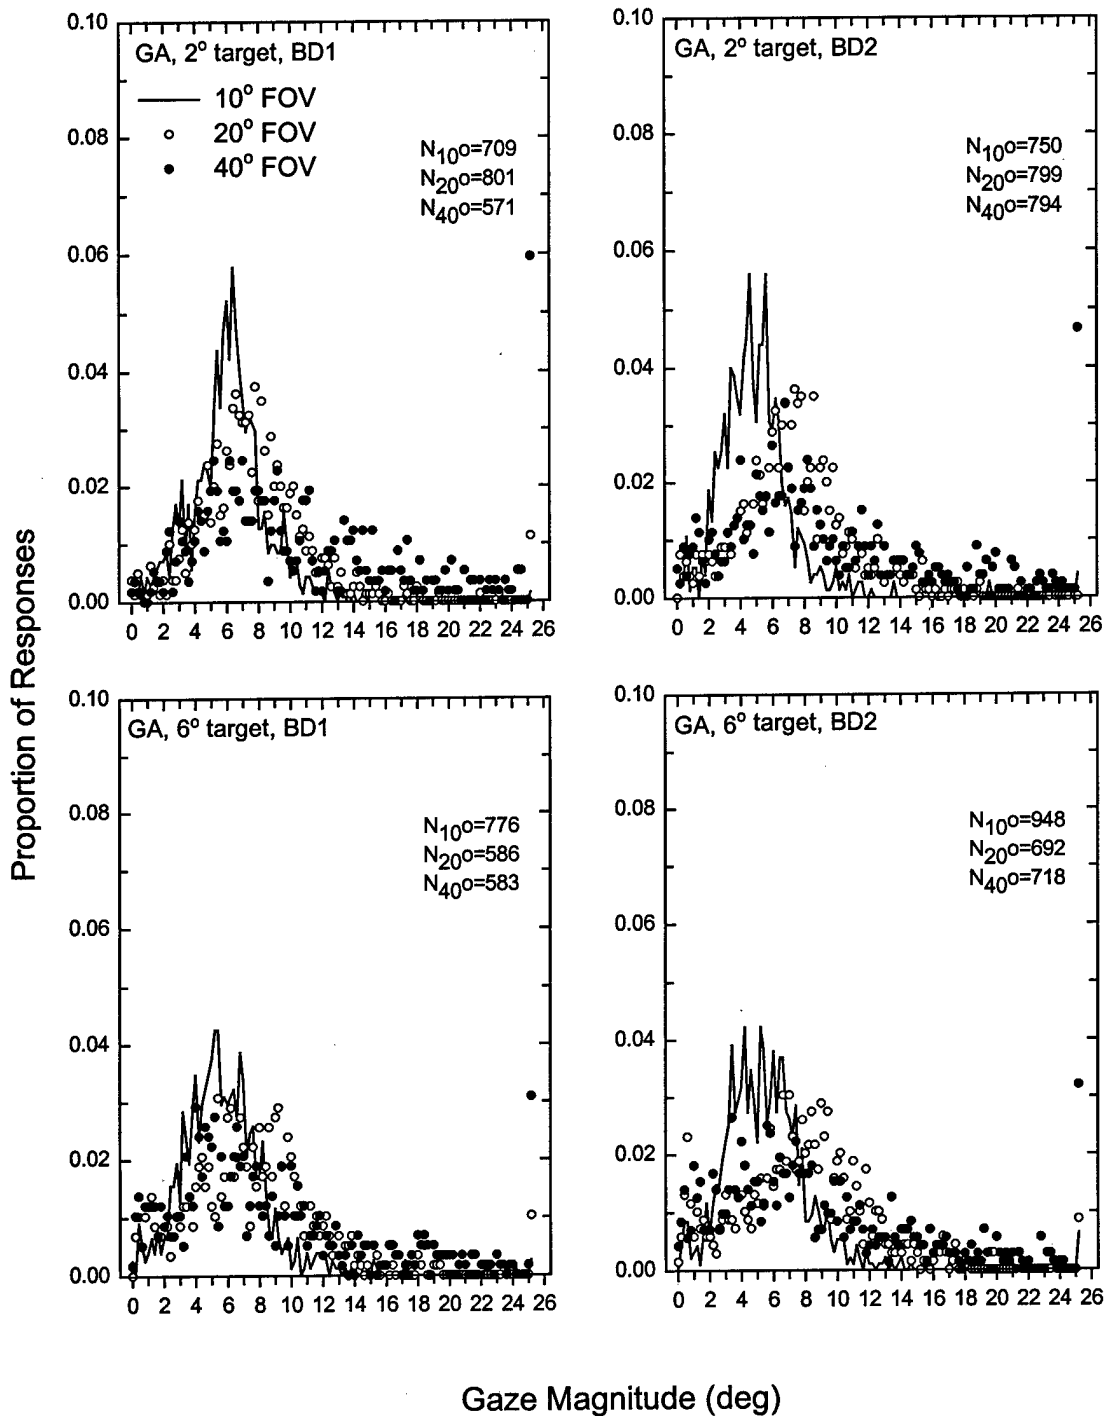 Proportion of Responses
GA, 2° target, BD1
10° FOV
20° FOV
40° FOV
N10o=709
N20o=801
N40o=571
0.10
0.08
0.06
0.04
0.02
0.00
0 2 4 6 8 10 12 14 16 18 20 22 24 26
GA, 2° target, BD2
N10o=750
N20o=799
N40o=794
0.10
0.08
0.06
0.04
0.02
0.00
0 2 4 6 8 10 12 14 16 18 20 22 24 26
GA, 6° target, BD1
N10o=776
N20o=586
N40o=583
0.10
0.08
0.06
0.04
0.02
0.00
0 2 4 6 8 10 12 14 16 18 20 22 24 26
GA, 6° target, BD2
N10o=948
N20o=692
N40o=718
0.10
0.08
0.06
0.04
0.02
0.00
0 2 4 6 8 10 12 14 16 18 20 22 24 26
Gaze Magnitude (deg)